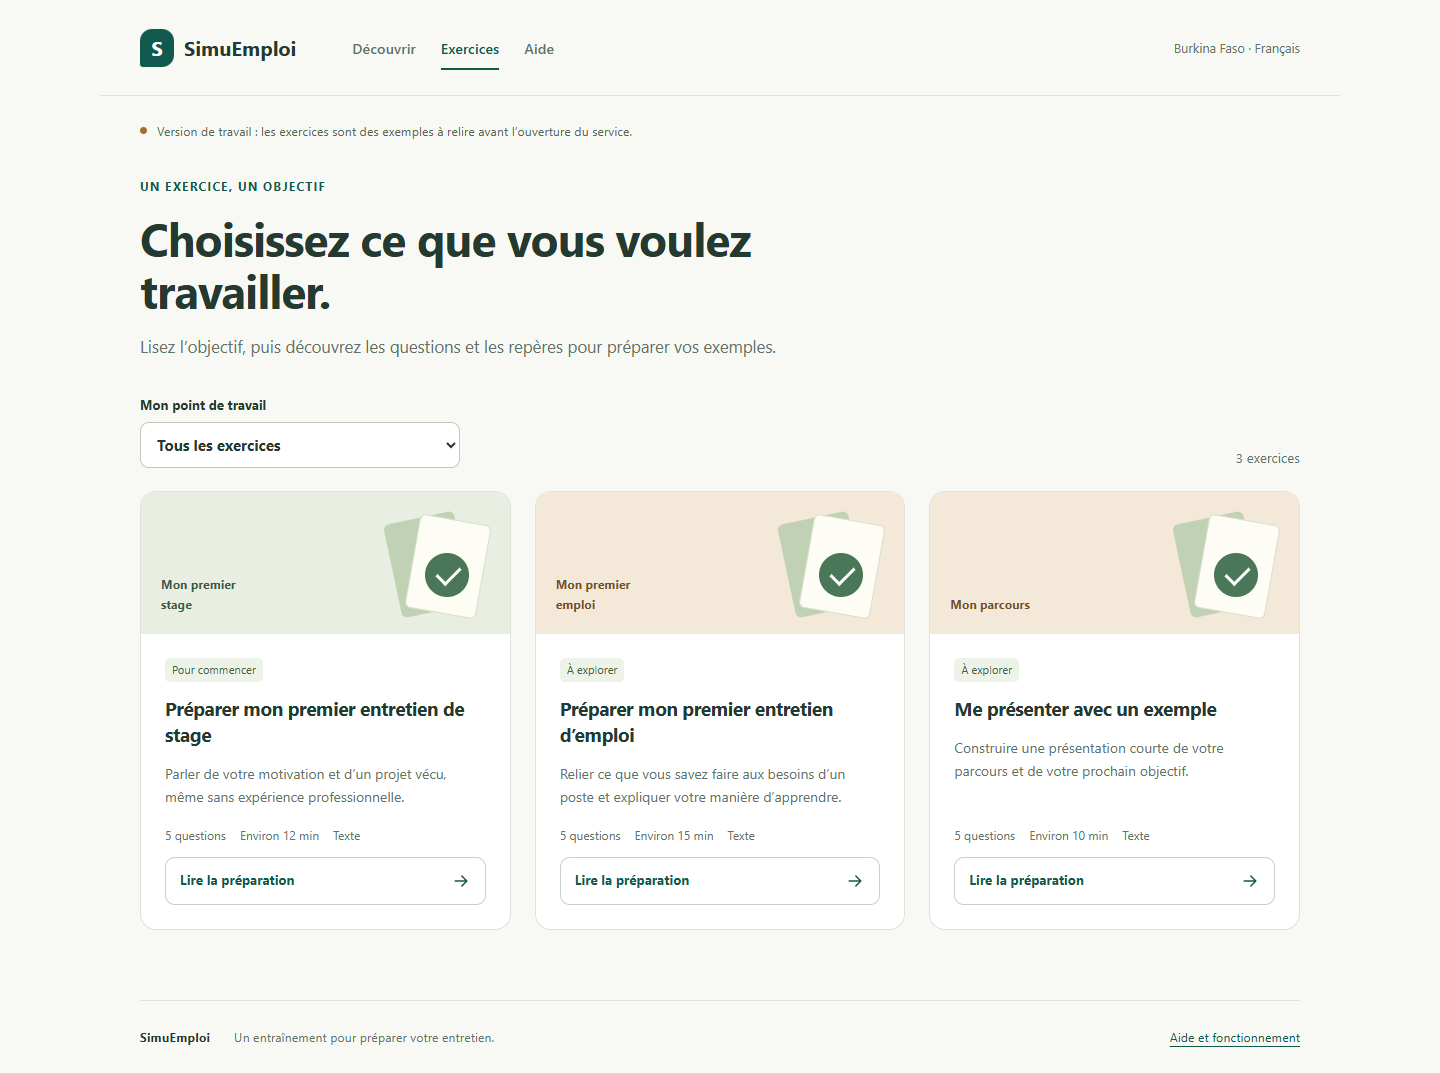 S SimuEmploi
Découvrir
Exercices
Aide
Burkina Faso · Français
Version de travail : les exercices sont des exemples à relire avant l’ouverture du service.
UN EXERCICE, UN OBJECTIF
Choisissez ce que vous voulez
travailler.
Lisez l’objectif, puis découvrez les questions et les repères pour préparer vos exemples.
Mon point de travail
Tous les exercices
3 exercices
Mon premier
stage
Pour commencer
Préparer mon premier entretien de
stage
Parler de votre motivation et d’un projet vécu,
même sans expérience professionnelle.
5 questions Environ 12 min Texte
Lire la préparation
Mon premier
emploi
À explorer
Préparer mon premier entretien
d’emploi
Relier ce que vous savez faire aux besoins d’un
poste et expliquer votre manière d’apprendre.
5 questions Environ 15 min Texte
Lire la préparation
Mon parcours
À explorer
Me présenter avec un exemple
Construire une présentation courte de votre
parcours et de votre prochain objectif.
5 questions Environ 10 min Texte
Lire la préparation
SimuEmploi Un entraînement pour préparer votre entretien.
Aide et fonctionnement